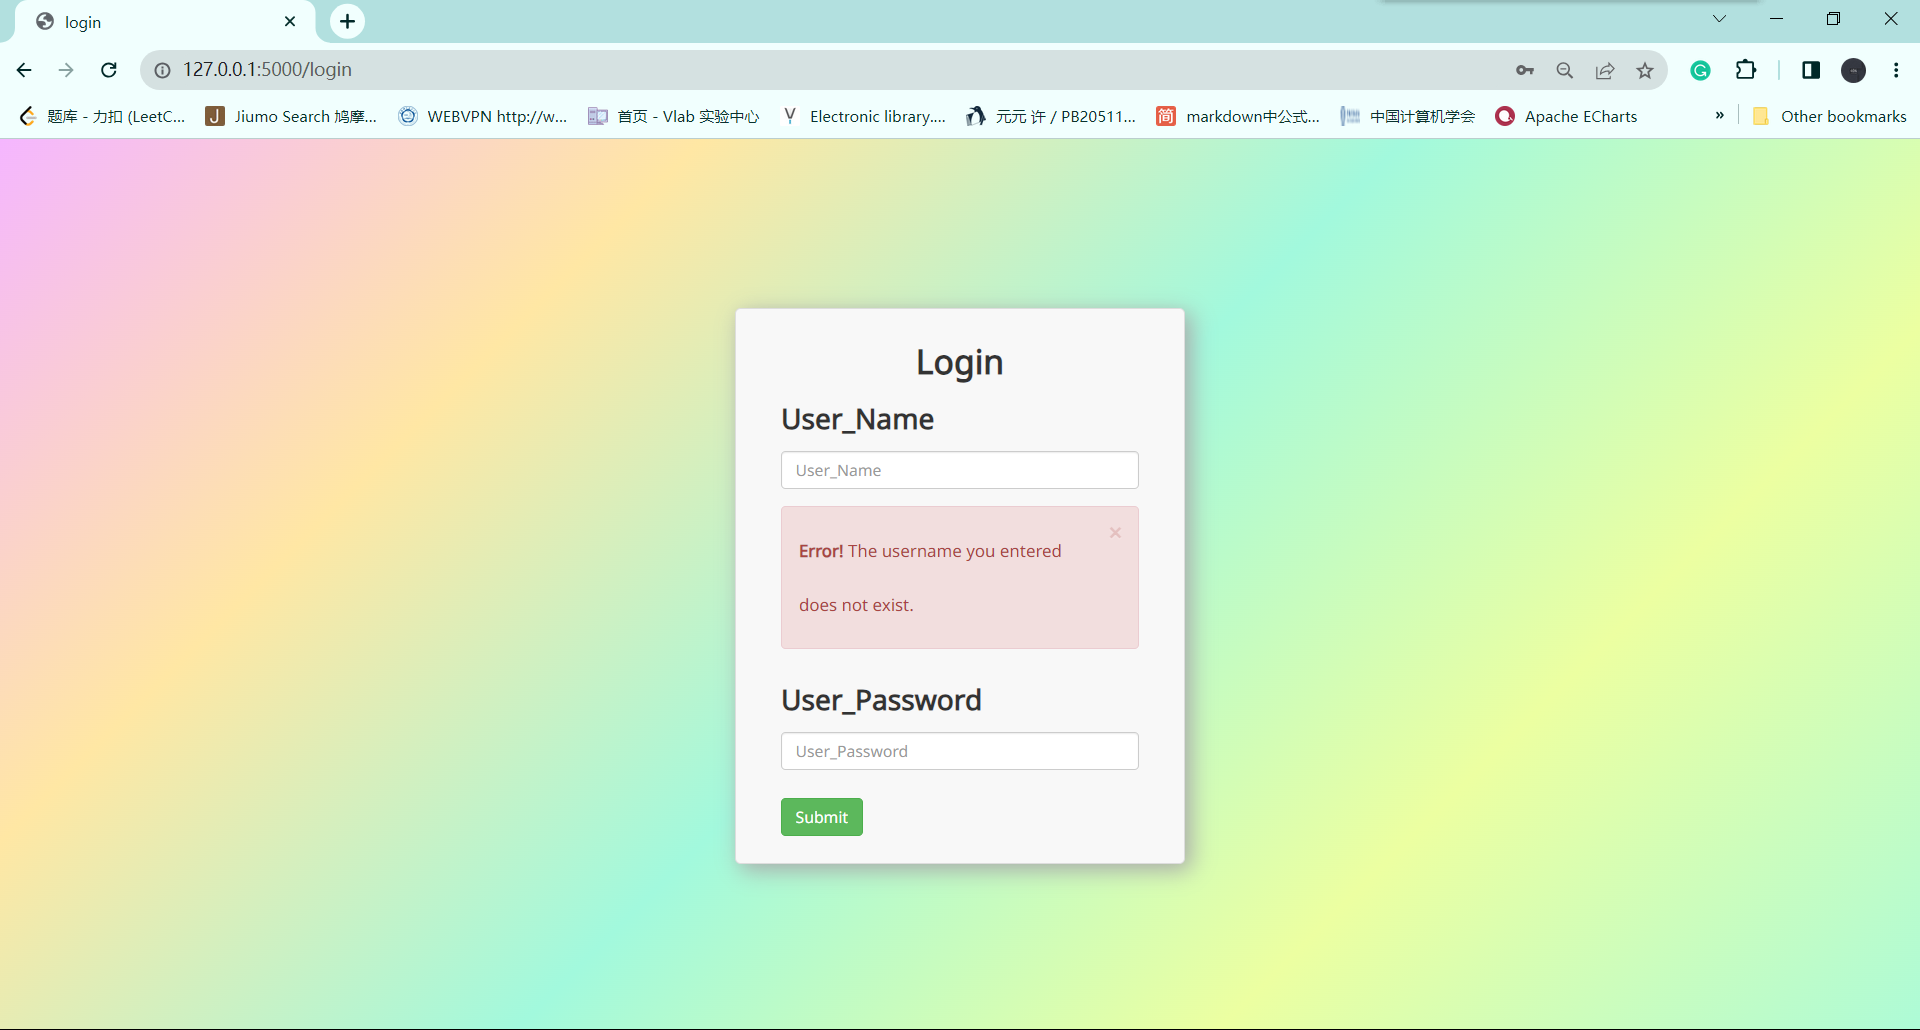 login
127.0.0.1:5000/login
题库 - 力扣 (LeetC...
Jiumo Search 鸠摩...
WEBVPN http://w...
首页 - Vlab 实验中心
Electronic library....
元元 许 / PB20511...
简
markdown中公式...
中国计算机学会
Apache ECharts
»
Other bookmarks
Login
User_Name
User_Name
Error! The username you entered
does not exist.
×
User_Password
User_Password
Submit